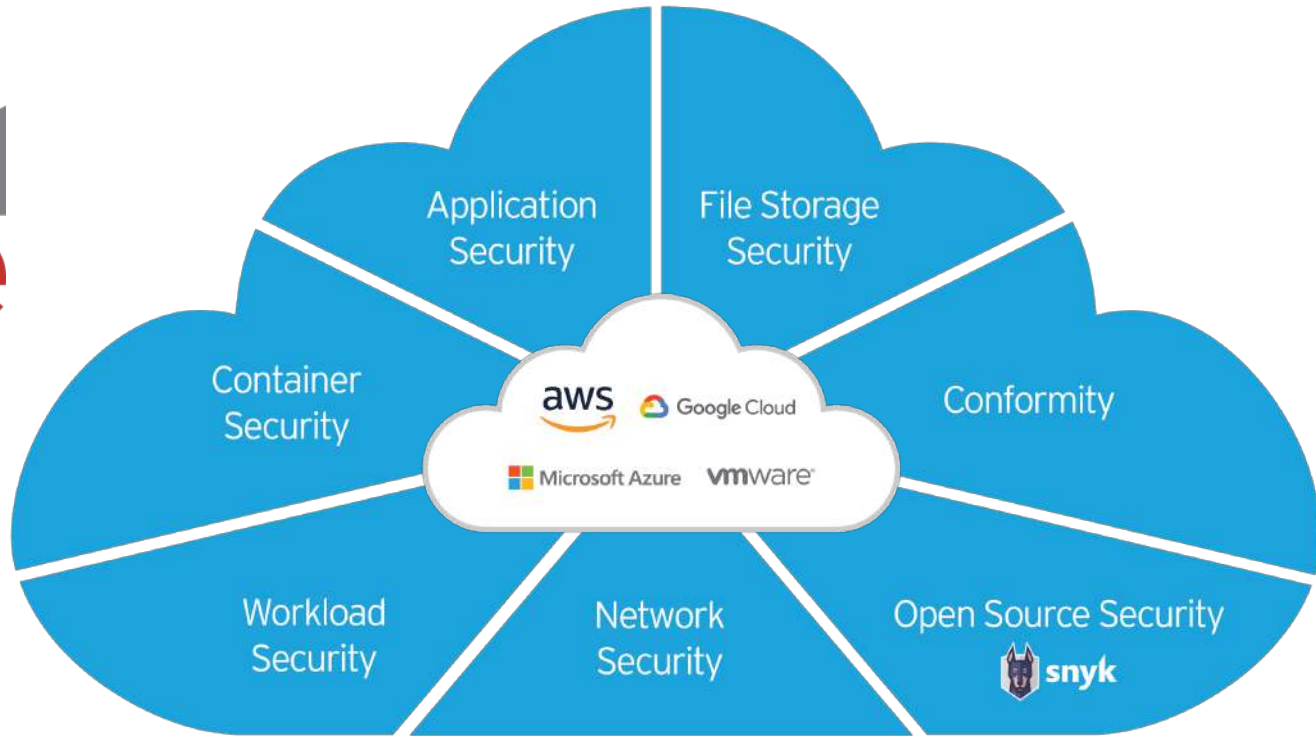 Application
Security
File Storage
Security
Container
Security
aws
Google Cloud
Conformity
Microsoft Azure
vmware
Workload
Security
Network
Security
Open Source Security
snyk